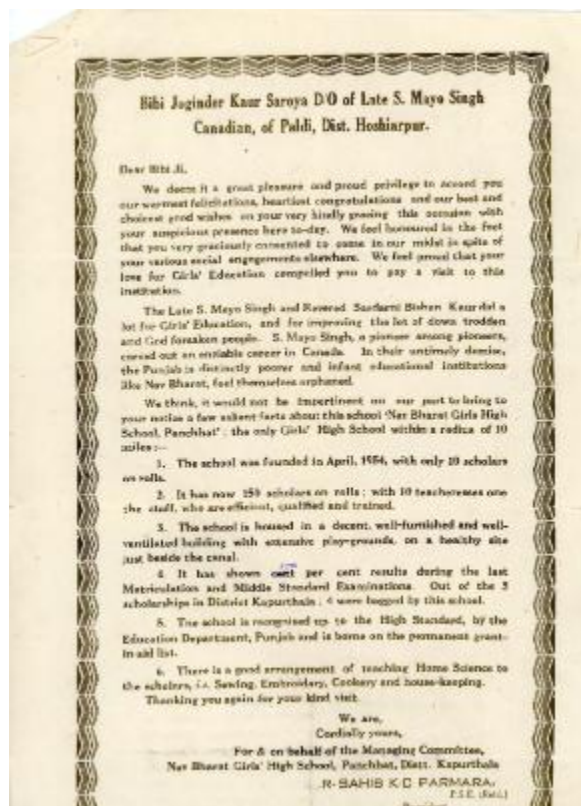 Bibi Joginder Kaur Saroya D/O of Late S. Mayo Singh
Canadian, of Paldi, Dist. Hoshiarpur.
Dear Bibi Ji,
We deem it a great pleasure and proud privilege to accord you
our warmest felicitations, heartiest congratulations and our best and
choicest good wishes on your very kindly gracing this occasion with
your auspicious presence here to-day. We feel honoured in the fact
that you very graciously consented to come in our midst in spite of
your various social engagements elsewhere. We feel proud that your
love for Girls' Education compelled you to pay a visit to this
institution.
The Late S. Mayo Singh and Revered Sardarni Bishan Kaur did a
lot for Girls' Education, and for improving the lot of down trodden
and God forsaken people. S. Mayo Singh, a pioneer among pioneers,
carved out an enviable career in Canada. In their untimely demise,
the Punjab is distinctly poorer and infant educational institutions
like Nav Bharat, feel themselves orphaned.
We think, it would not be impertinent on our part to bring to
your notice a few salient facts about this school 'Nav Bharat Girls High
School, Panchhat' ; the only Girls' High School within a radica of 10
miles :—
1. The school was founded in April, 1954, with only 10 scholars
on rolls.
2. It has now 150 scholars on rolls ; with 10 teacheresses one
the staff, who are efficient, qualified and trained.
3. The school is housed in a decent, well-furnished and well-
ventilated building with extensive play-grounds, on a healthy site
just beside the canal.
4. It has shown cent per cent results during the last
Matriculation and Middle Standard Examinations. Out of the 5
scholarships in District Kapurthala ; 4 were bagged by this school.
5. The school is recognised up to the High Standard, by the
Education Department, Punjab and is borne on the permanent grant-
in-aid list.
6. There is a good arrangement of teaching Home Science to
the scholars, i.e. Sewing, Embroidary, Cookery and house-keeping.
Thanking you again for your kind visit.
We are,
Cordially yours,
For & on behalf of the Managing Committee,
Nav Bharat Girls' High School, Panchhat, Distt. Kapurthala
R-SAHIB K.C PARMARA,
P.S.E. (Retd.)